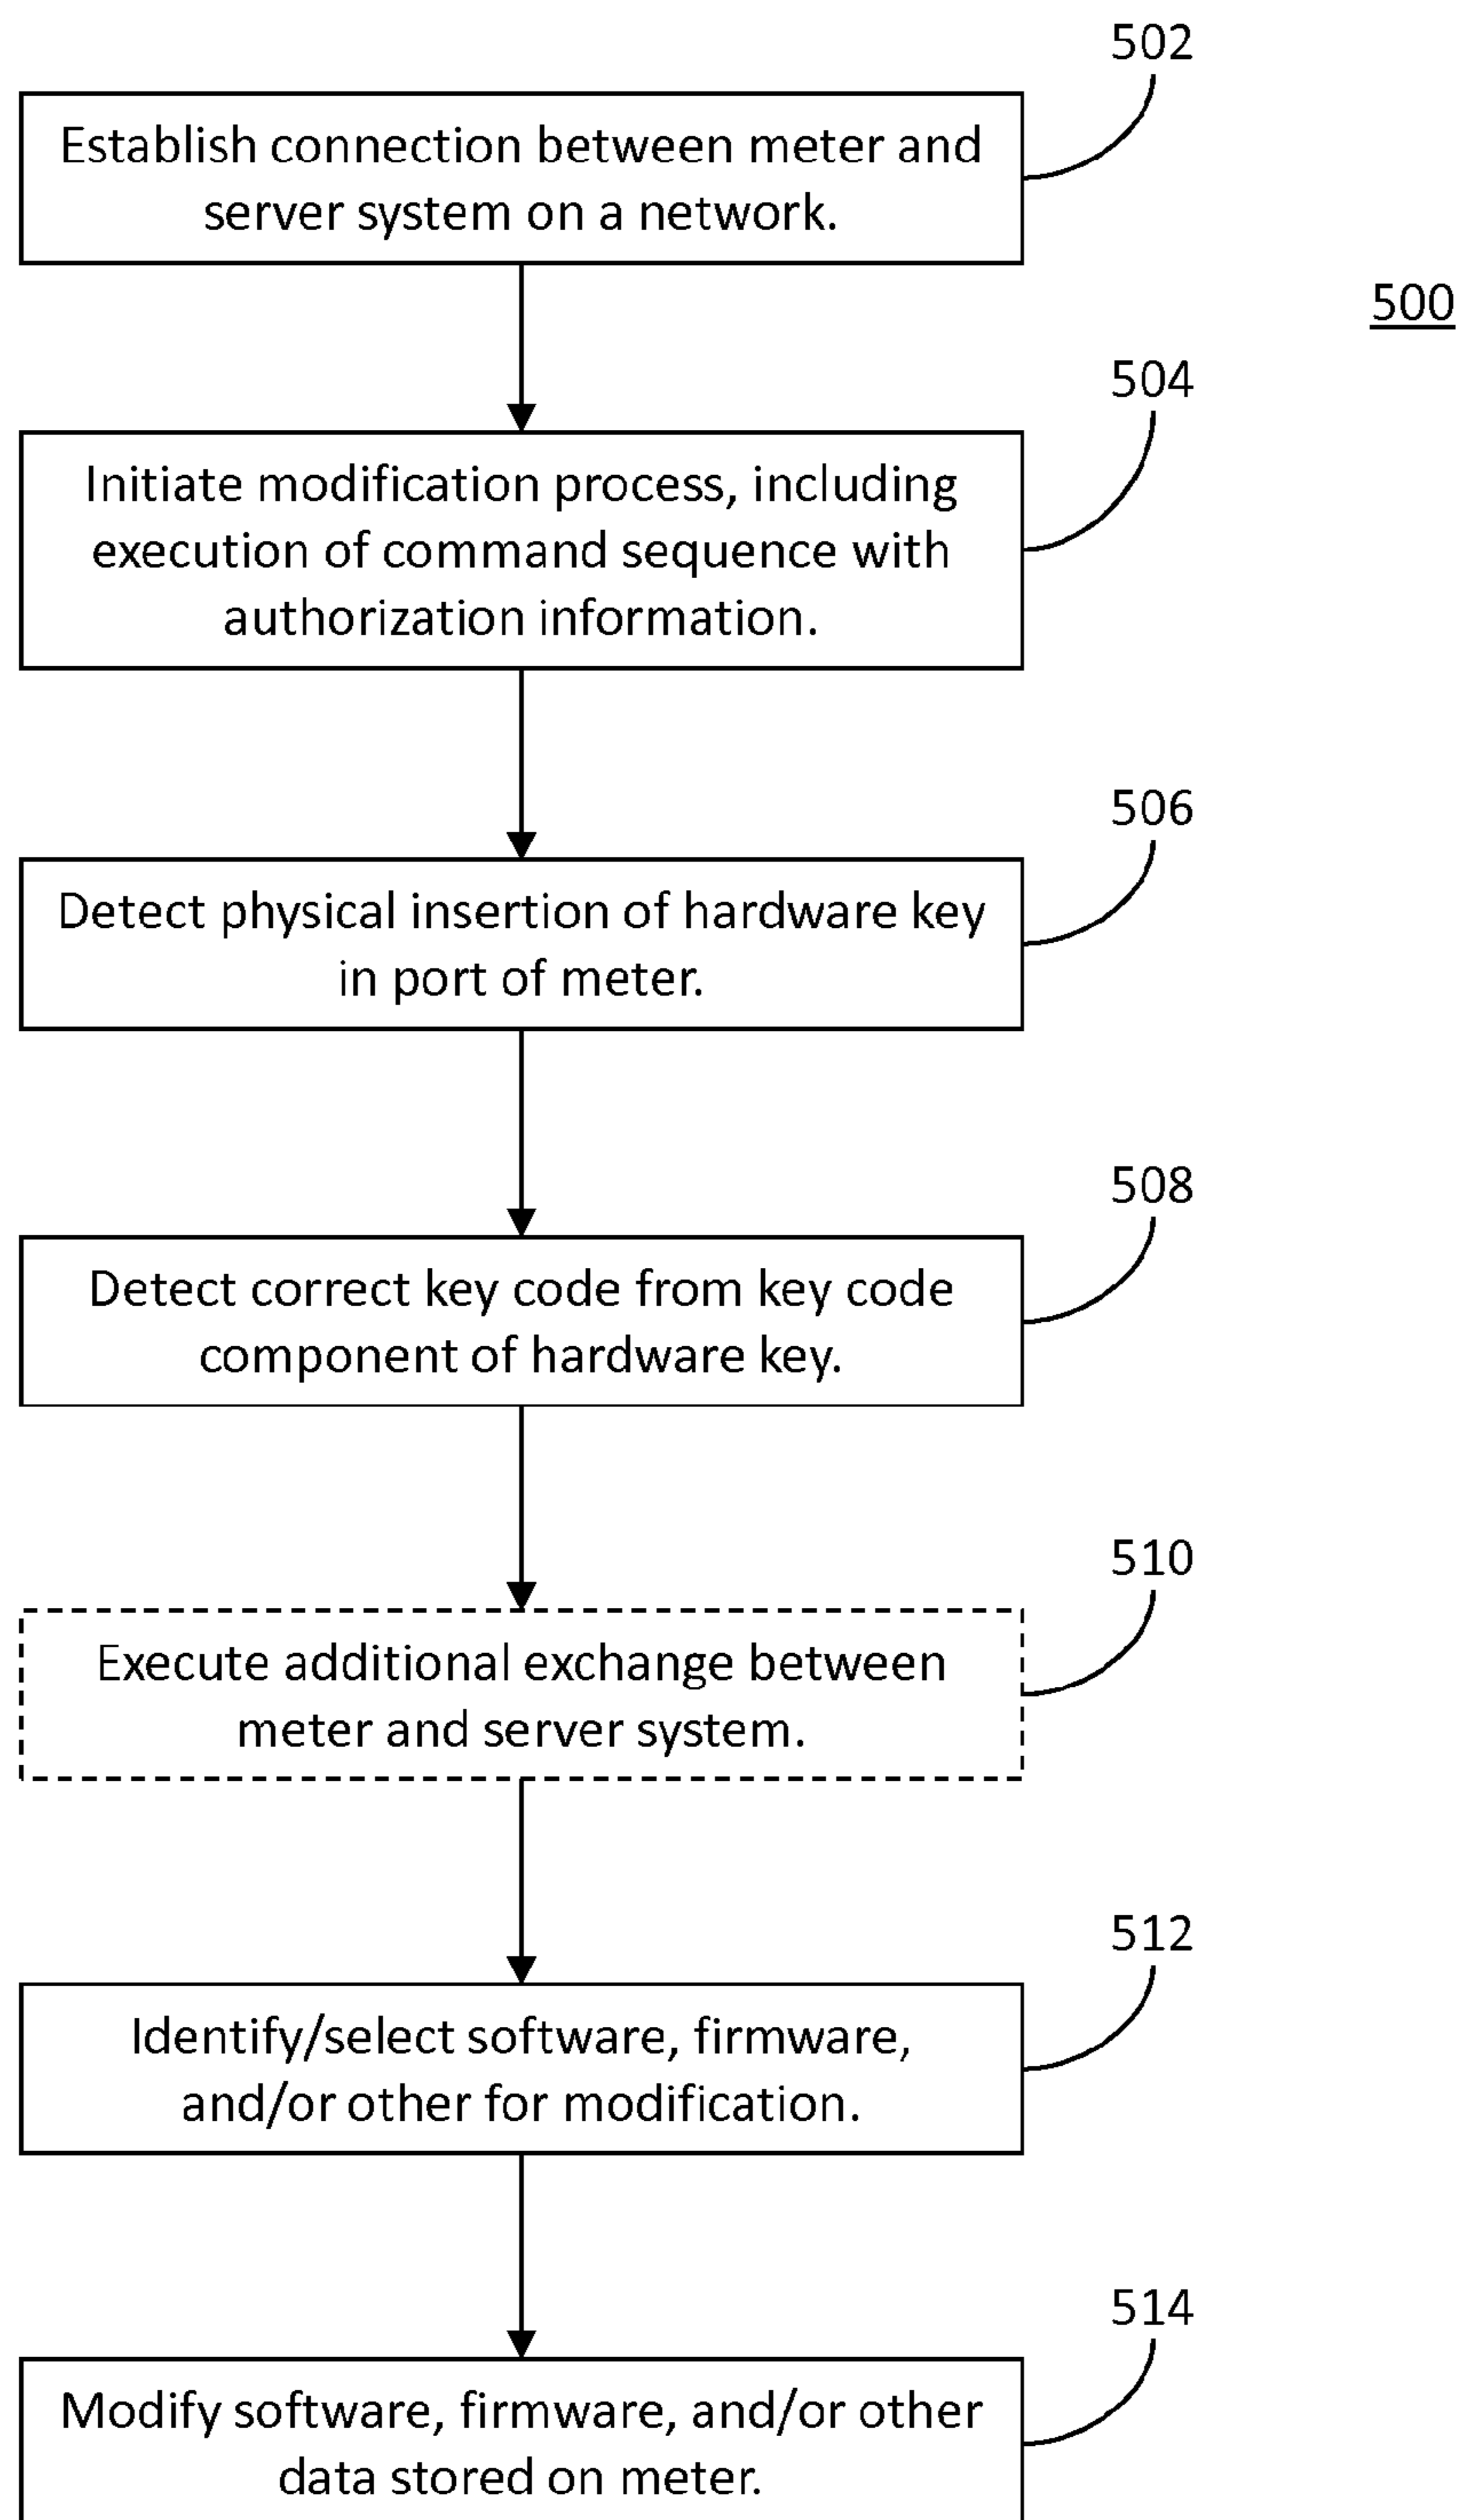 502
Establish connection between meter and
server system on a network.
500
504
Initiate modification process, including
execution of command sequence with
authorization information.
506
Detect physical insertion of hardware key
in port of meter.
508
Detect correct key code from key code
component of hardware key.
510
Execute additional exchange between
meter and server system.
512
Identify/select software, firmware,
and/or other for modification.
514
Modify software, firmware, and/or other
data stored on meter.